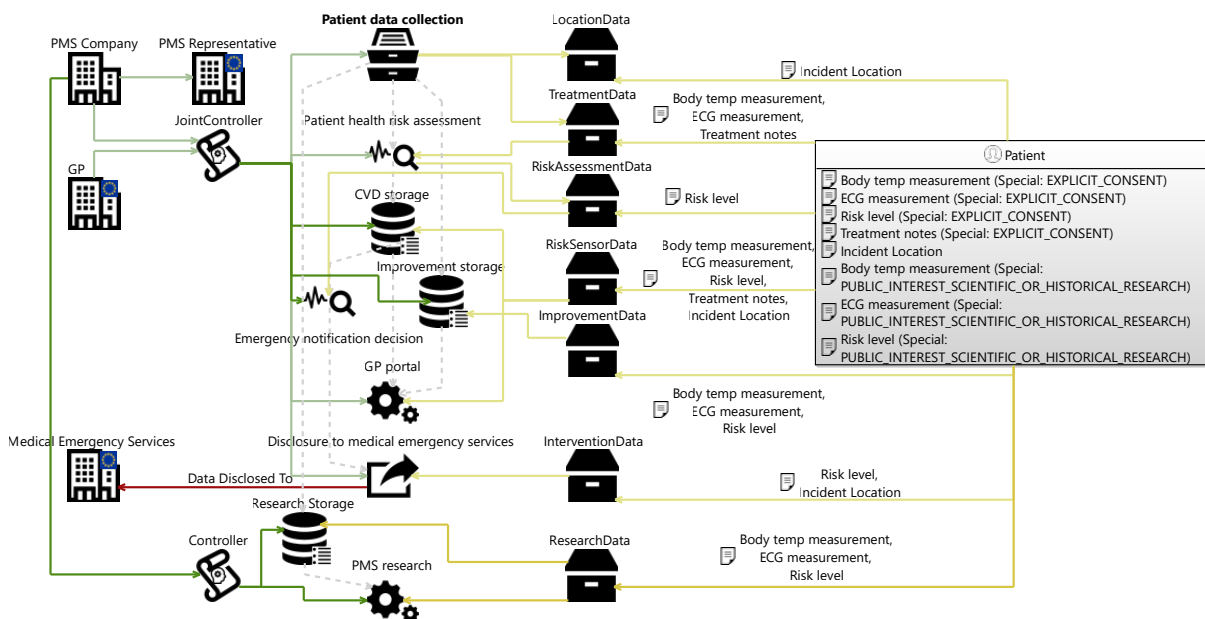 Patient data collection
LocationData
PMS Company
PMS Representative
Incident Location
TreatmentData
Body temp measurement,
ECG measurement,
Treatment notes
JointController
Patient health risk assessment
GP
RiskAssessmentData
Risk level
Patient
Body temp measurement (Special: EXPLICIT_CONSENT)
ECG measurement (Special: EXPLICIT_CONSENT)
Risk level (Special: EXPLICIT_CONSENT)
Treatment notes (Special: EXPLICIT_CONSENT)
Incident Location
Body temp measurement (Special:
PUBLIC_INTEREST_SCIENTIFIC_OR_HISTORICAL_RESEARCH)
ECG measurement (Special:
PUBLIC_INTEREST_SCIENTIFIC_OR_HISTORICAL_RESEARCH)
Risk level (Special:
PUBLIC_INTEREST_SCIENTIFIC_OR_HISTORICAL_RESEARCH)
CVD storage
RiskSensorData
Body temp measurement,
ECG measurement,
Risk level,
Treatment notes,
Incident Location
Improvement storage
ImprovementData
Emergency notification decision
GP portal
Body temp measurement,
ECG measurement,
Risk level
Medical Emergency Services
Disclosure to medical emergency services
InterventionData
Data Disclosed To
Risk level,
Incident Location
Research Storage
Controller
PMS research
ResearchData
Body temp measurement,
ECG measurement,
Risk level